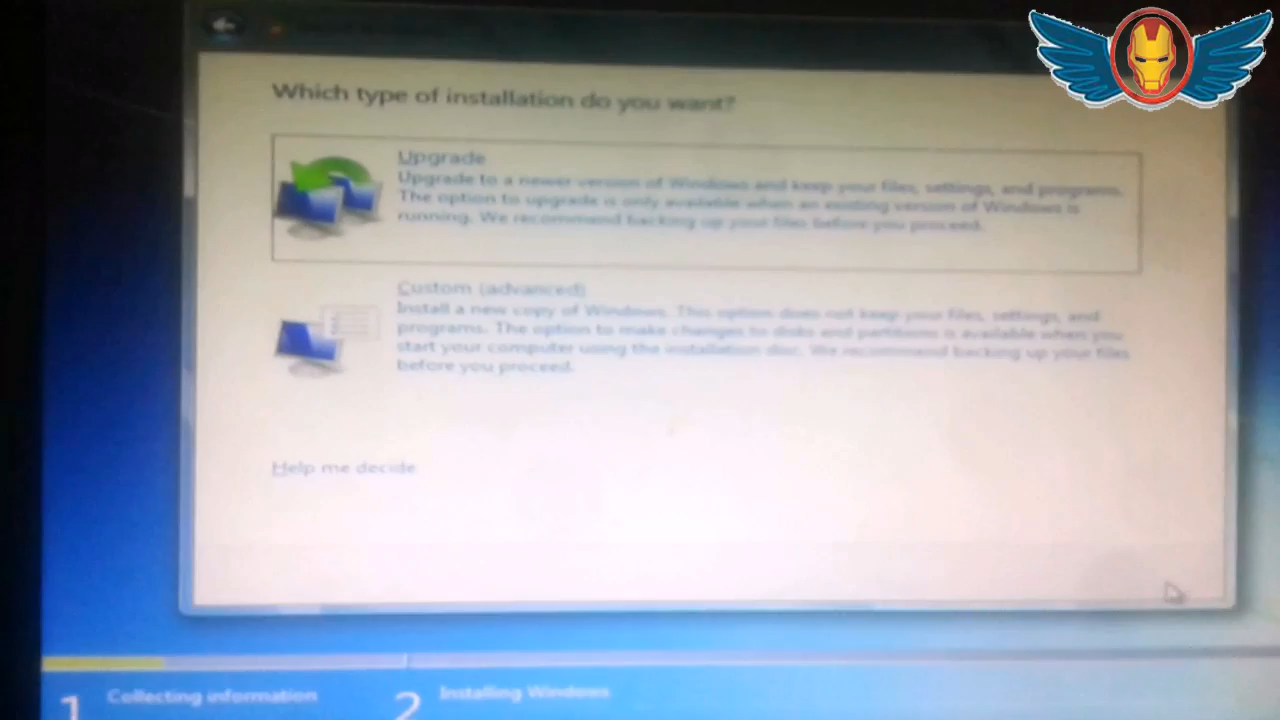 Which type of installation do you want?
Upgrade
Upgrade to a newer version of Windows and keep your files, settings, and programs.
The option to upgrade is only available when an existing version of Windows is
running. We recommend backing up your files before you proceed.
Custom (advanced)
Install a new copy of Windows. This option does not keep your files, settings, and
programs. The option to make changes to disks and partitions is available when you
start your computer using the installation disc. We recommend backing up your files
before you proceed.
Help me decide
1 Collecting information
2 Installing Windows